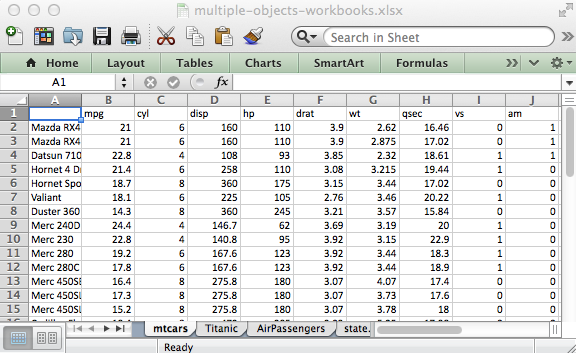 multiple-objects-workbooks.xlsx
Search in Sheet
Home Layout Tables Charts SmartArt Formulas
A1 fx
A B C D E F G H I J
1 mpg cyl disp hp drat wt qsec vs am
2 Mazda RX4 21 6 160 110 3.9 2.62 16.46 0 1
3 Mazda RX4 21 6 160 110 3.9 2.875 17.02 0 1
4 Datsun 710 22.8 4 108 93 3.85 2.32 18.61 1 1
5 Hornet 4 Dr 21.4 6 258 110 3.08 3.215 19.44 1 0
6 Hornet Spo 18.7 8 360 175 3.15 3.44 17.02 0 0
7 Valiant 18.1 6 225 105 2.76 3.46 20.22 1 0
8 Duster 360 14.3 8 360 245 3.21 3.57 15.84 0 0
9 Merc 240D 24.4 4 146.7 62 3.69 3.19 20 1 0
10 Merc 230 22.8 4 140.8 95 3.92 3.15 22.9 1 0
11 Merc 280 19.2 6 167.6 123 3.92 3.44 18.3 1 0
12 Merc 280C 17.8 6 167.6 123 3.92 3.44 18.9 1 0
13 Merc 450SE 16.4 8 275.8 180 3.07 4.07 17.4 0 0
14 Merc 450SL 17.3 8 275.8 180 3.07 3.73 17.6 0 0
15 Merc 450SL 15.2 8 275.8 180 3.07 3.78 18 0 0
mtcars Titanic AirPassengers state.
Ready